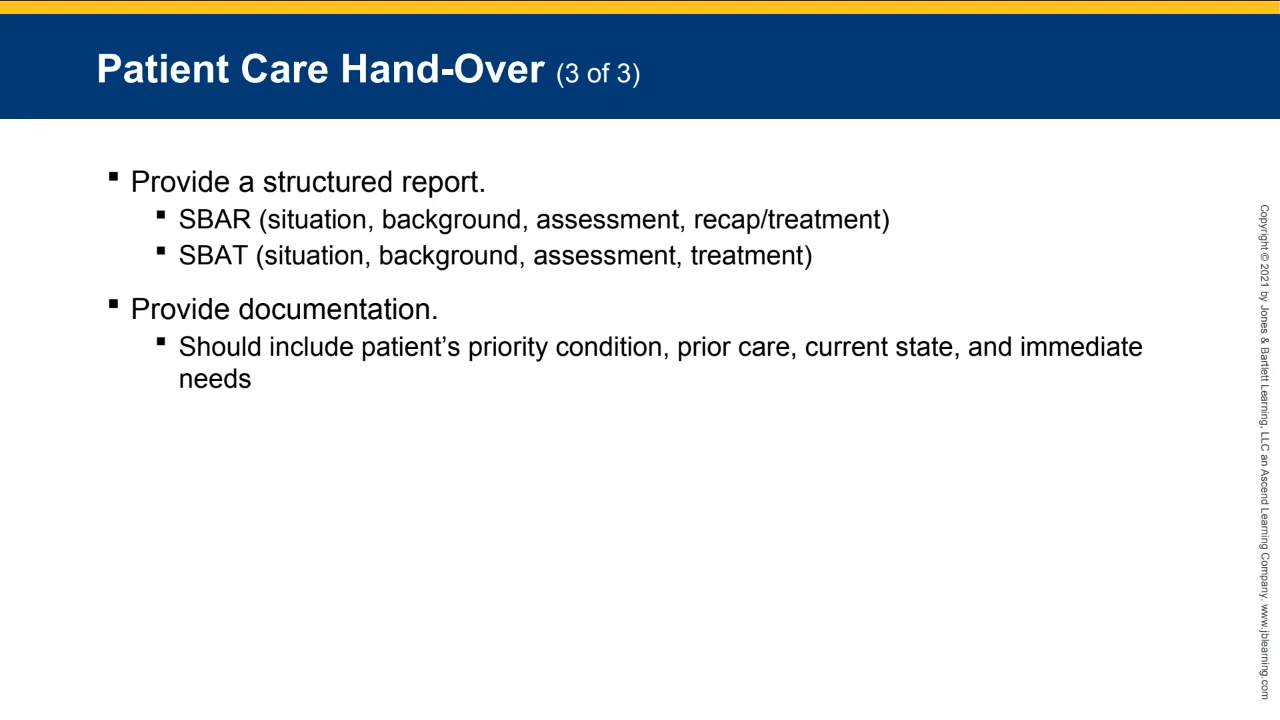 Patient Care Hand-Over (3 of 3)
▪ Provide a structured report.
▪ SBAR (situation, background, assessment, recap/treatment)
▪ SBAT (situation, background, assessment, treatment)
▪ Provide documentation.
▪ Should include patient’s priority condition, prior care, current state, and immediate
needs
Copyright © 2021 by Jones & Bartlett Learning, LLC an Ascend Learning Company. www.jblearning.com